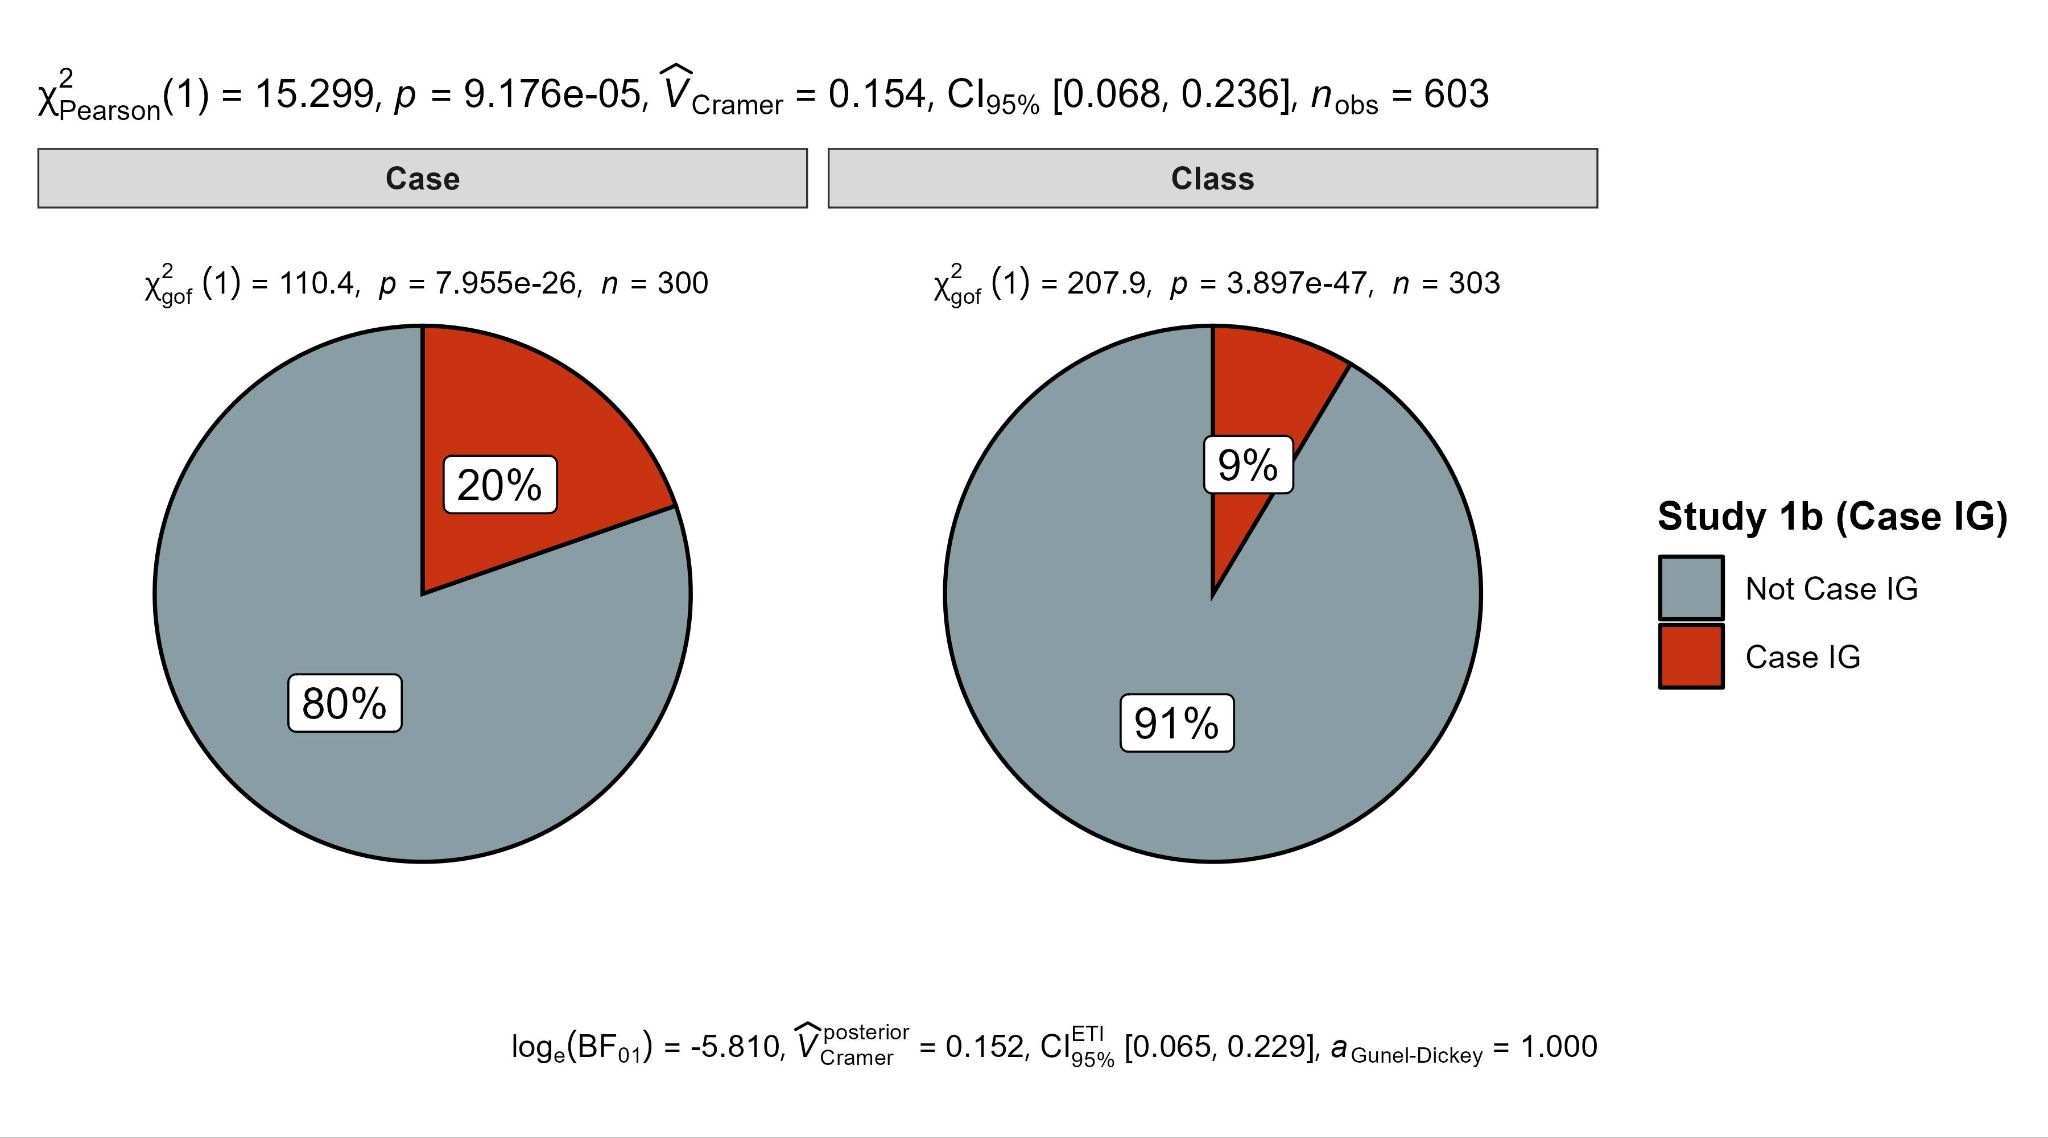 χ²Pearson(1) = 15.299, p = 9.176e-05, V̂Cramer = 0.154, CI95% [0.068, 0.236], nobs = 603
Case
Class
χ²gof (1) = 110.4, p = 7.955e-26, n = 300
χ²gof (1) = 207.9, p = 3.897e-47, n = 303
20%
80%
9%
91%
Study 1b (Case IG)
Not Case IG
Case IG
loge(BF01) = -5.810, V̂posteriorCramer = 0.152, CIETI95% [0.065, 0.229], aGunel-Dickey = 1.000